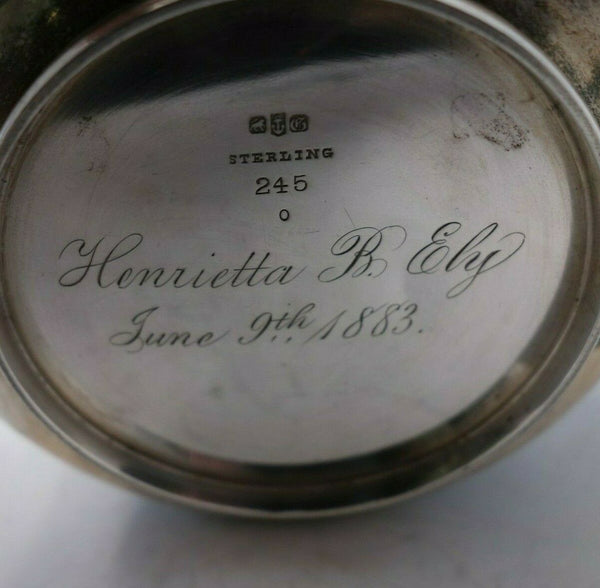 STERLING
245
O
Henrietta B. Ely
June 9th 1883.